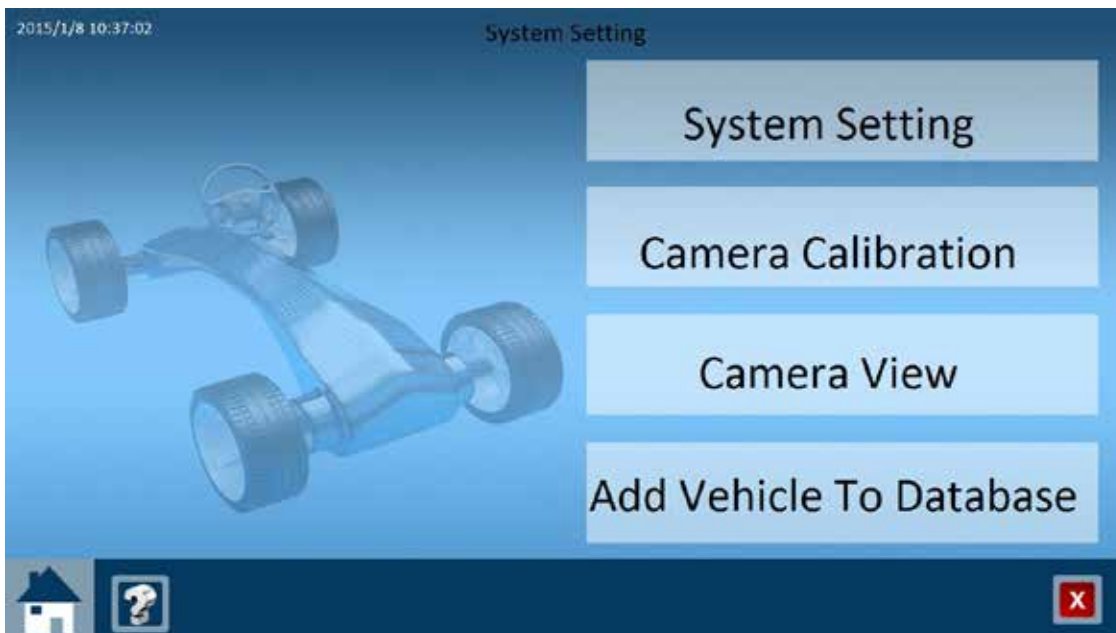 2015/1/8 10:37:02
System Setting
System Setting
Camera Calibration
Camera View
Add Vehicle To Database
?
X